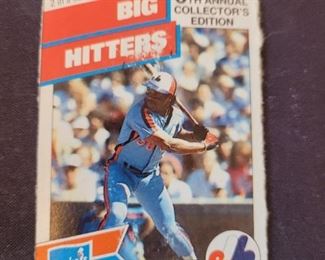 BIG
HITTERS
TH ANNUAL
COLLECTOR'S
EDITION